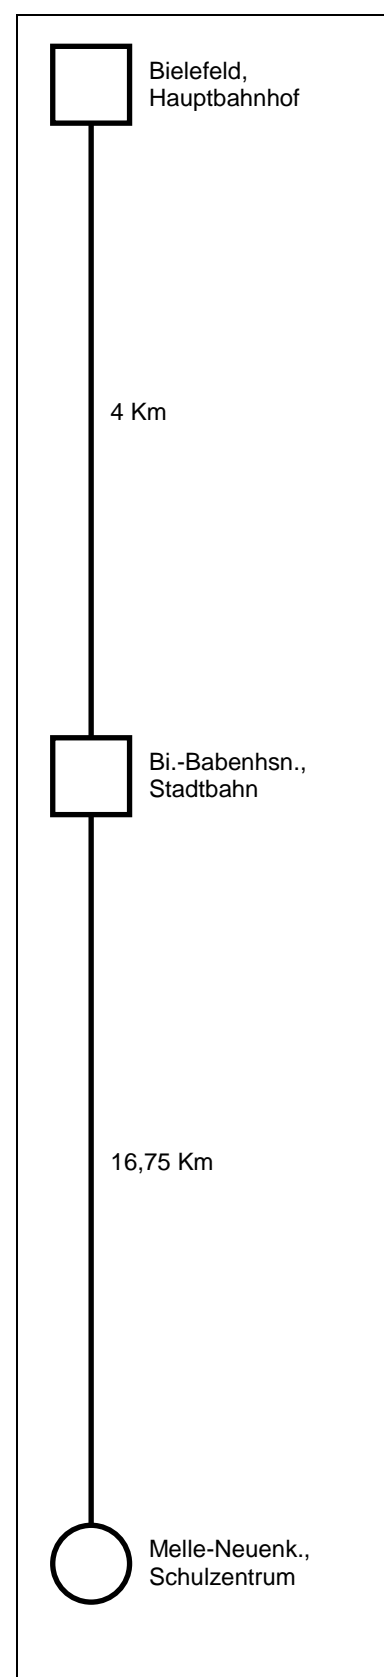 Bielefeld,
Hauptbahnhof
4 Km
Bi.-Babenhsn.,
Stadtbahn
16,75 Km
Melle-Neuenk.,
Schulzentrum